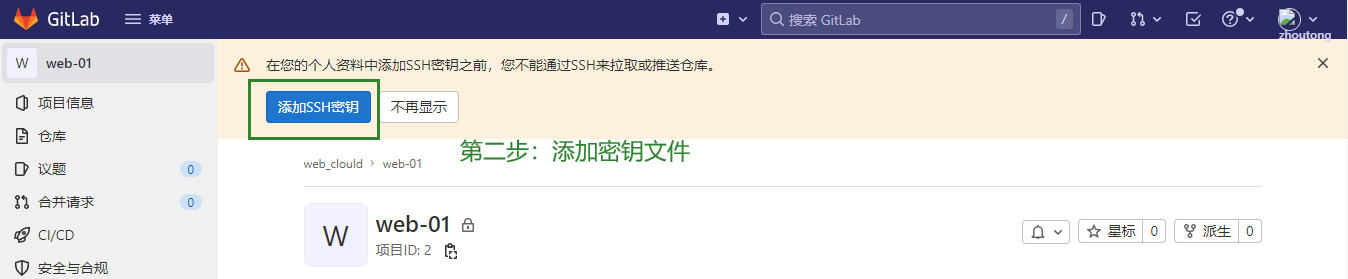 GitLab 菜单 搜索 GitLab /
zhoutong
W web-01
在您的个人资料中添加SSH密钥之前，您不能通过SSH来拉取或推送仓库。
添加SSH密钥 不再显示
第二步：添加密钥文件
项目信息
仓库
议题 0
合并请求 0
CI/CD
安全与合规
web_clould > web-01
W
web-01
项目ID: 2
星标 0 派生 0